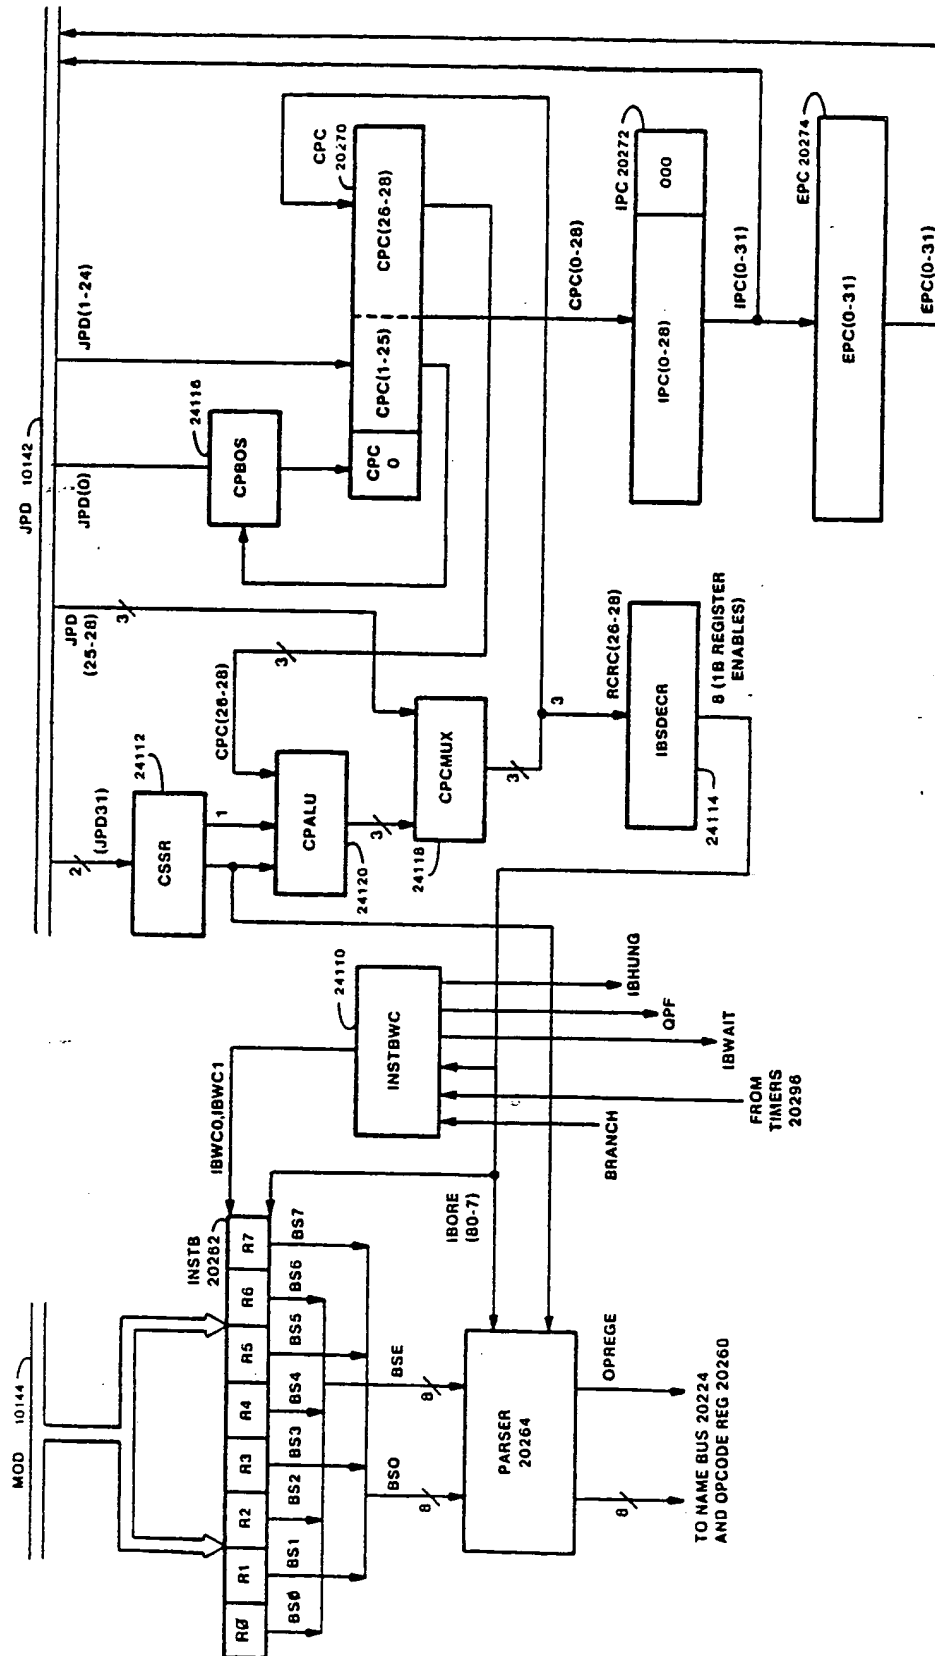 MOD 10144
INSTB
20262
RØ
R1
R2
R3
R4
R5
R6
R7
BSØ
BS1
BS2
BS3
BS4
BS5
BS6
BS7
BSO
BSE
8
8
PARSER
20264
8
OPREGE
TO NAME BUS 20224
AND OPCODE REG 20260
IBWC0,IBWC1
IBORE
(80-7)
24110
INSTBWC
BRANCH
FROM
TIMERS
20296
IBWAIT
QPF
IBHUNG
JPD 10142
2
(JPD31)
24112
CSSR
1
CPALU
24120
CPC(26-28)
3
3
JPD
(25-28)
3
CPCMUX
24118
3
3
RCRC(26-28)
IBSDECR
24114
8 (1B REGISTER
ENABLES)
JPD(0)
24116
CPBOS
JPD(1-24)
CPC
20270
CPC
0
CPC(1-25)
CPC(26-28)
CPC(0-28)
IPC 20272
IPC(0-28)
000
IPC(0-31)
EPC 20274
EPC(0-31)
EPC(0-31)